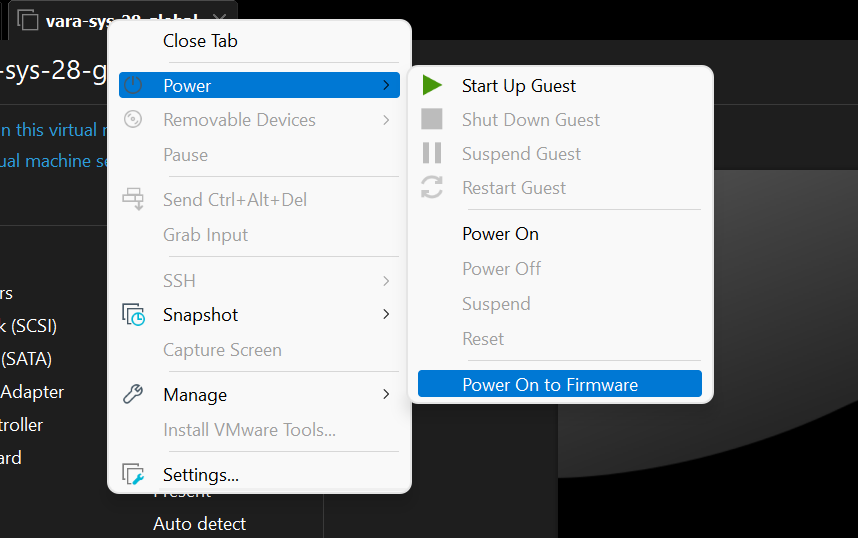 vara-sys-28-global
-sys-28-g
n this virtual
ual machine se
rs
k (SCSI)
(SATA)
Adapter
troller
ard
Close Tab
Power
Removable Devices
Pause
Send Ctrl+Alt+Del
Grab Input
SSH
Snapshot
Capture Screen
Manage
Install VMware Tools...
Settings...
Start Up Guest
Shut Down Guest
Suspend Guest
Restart Guest
Power On
Power Off
Suspend
Reset
Power On to Firmware
Present
Auto detect